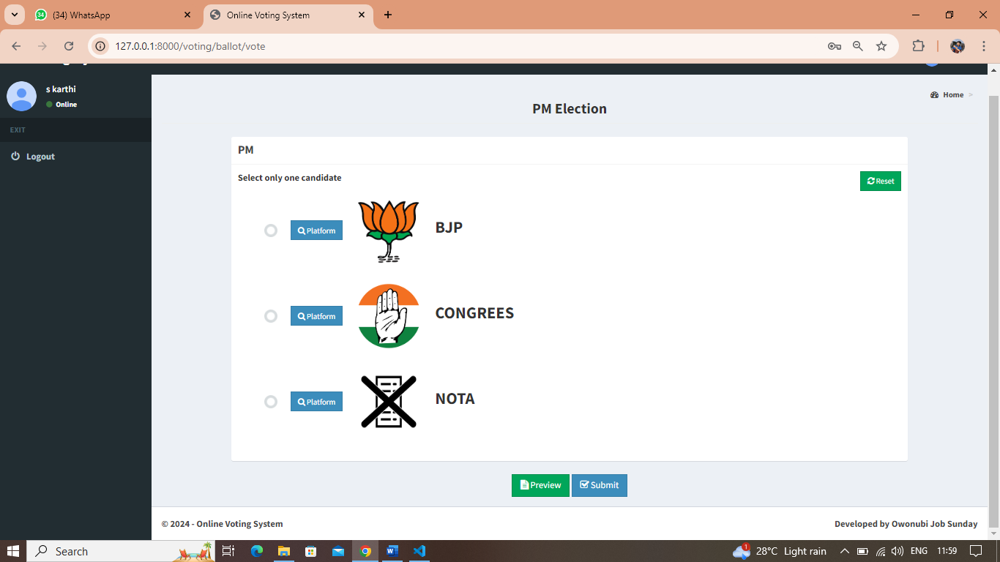 (34) WhatsApp
Online Voting System
127.0.0.1:8000/voting/ballot/vote
s karthi
Online
Home >
PM Election
EXIT
Logout
PM
Select only one candidate
Reset
Platform
BJP
Platform
CONGREES
Platform
NOTA
Preview
Submit
© 2024 - Online Voting System
Developed by Owonubi Job Sunday
Search
28°C Light rain
ENG
11:59